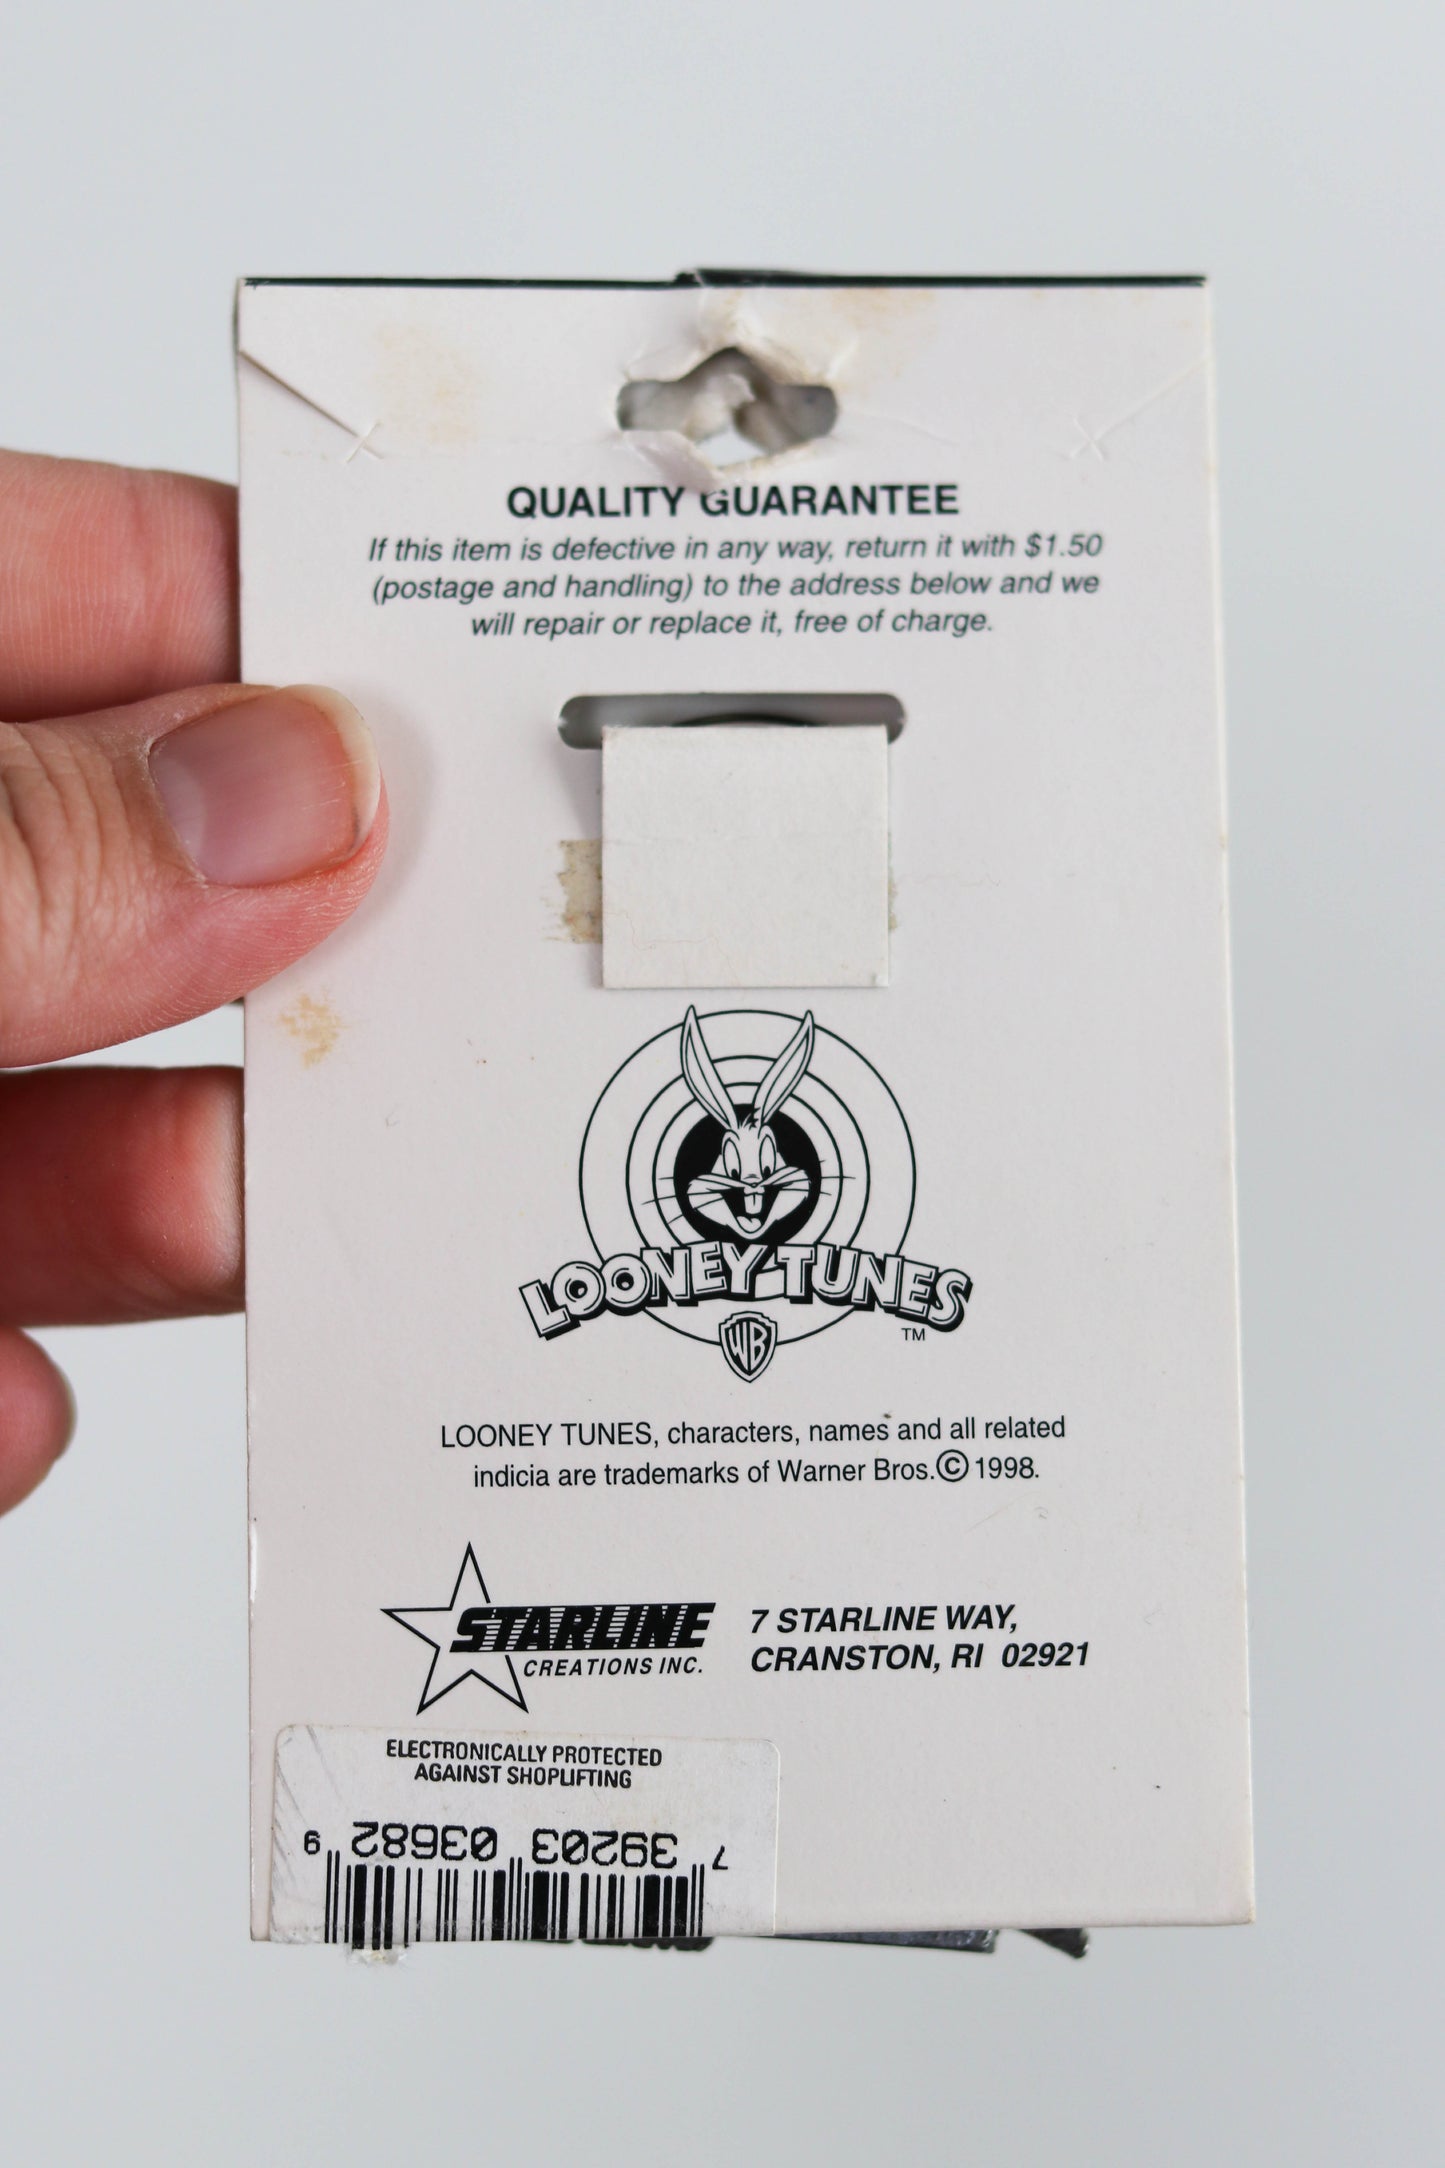 QUALITY GUARANTEE
If this item is defective in any way, return it with $1.50
(postage and handling) to the address below and we
will repair or replace it, free of charge.
LOONEY TUNES
TM
WB
LOONEY TUNES, characters, names and all related
indicia are trademarks of Warner Bros.© 1998.
STARLINE
CREATIONS INC.
7 STARLINE WAY,
CRANSTON, RI 02921
ELECTRONICALLY PROTECTED
AGAINST SHOPLIFTING
7 39203 03682 9